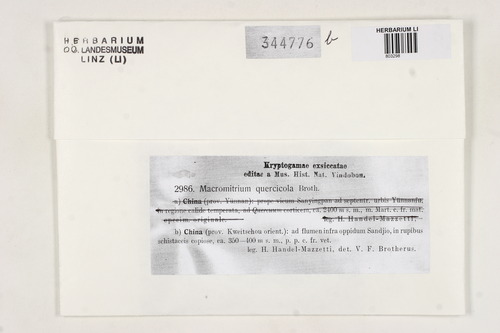 HERBARIUM
O.Ö. LANDESMUSEUM
LINZ (LI)
344776 b
HERBARIUM LI
Kryptogamae exsiccatae
editae a Mus. Hist. Nat. Vindobon.
2986. Macromitrium quercicola Broth.
a) China (prov. Yünnan): prope vicum Sanyingpan ad septentr. urbis Yünnanfu;
in regione calide temperata, ad Quercuum corticem, ca. 2400 m s. m., m. Mart. c. fr. mat.
specim. originale.
leg. H. Handel-Mazzetti.
b) China (prov. Kweitschou orient.): ad flumen infra oppidum Sandjio, in rupibus
schistaceis copiose, ca. 350—400 m s. m., p. p. c. fr. vet.
leg. H. Handel-Mazzetti, det. V. F. Brotherus.